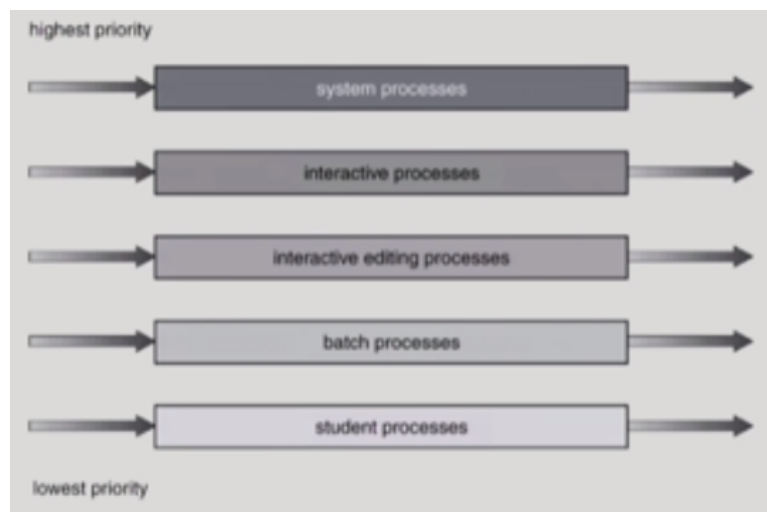 highest priority
system processes
interactive processes
interactive editing processes
batch processes
student processes
lowest priority